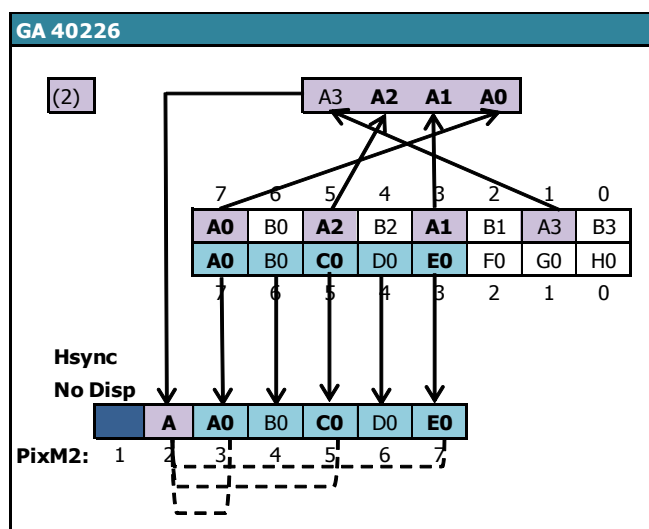 GA 40226
(2)
A3 A2 A1 A0
7 6 5 4 3 2 1 0
A0 B0 A2 B2 A1 B1 A3 B3
A0 B0 C0 D0 E0 F0 G0 H0
7 6 5 4 3 2 1 0
Hsync
No Disp
A A0 B0 C0 D0 E0
PixM2: 1 2 3 4 5 6 7